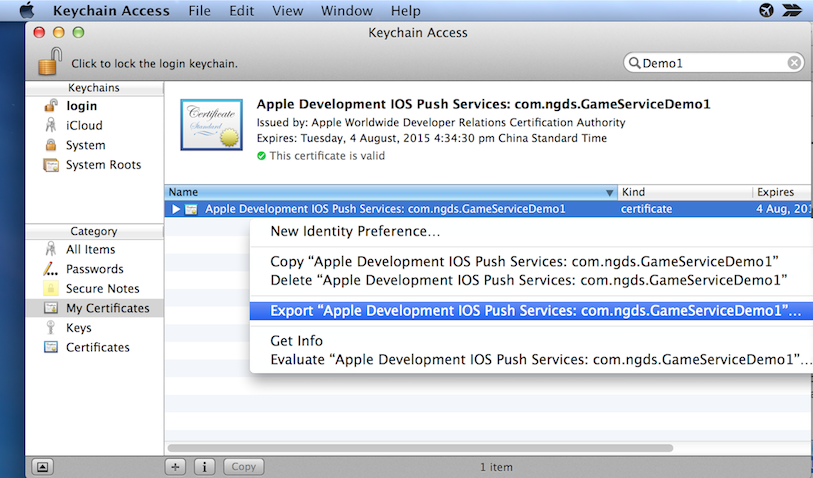 Keychain Access File Edit View Window Help
Keychain Access
Click to lock the login keychain.
Demo1
Keychains
login
iCloud
System
System Roots
Certificate
Standard
Apple Development IOS Push Services: com.ngds.GameServiceDemo1
Issued by: Apple Worldwide Developer Relations Certification Authority
Expires: Tuesday, 4 August, 2015 4:34:30 pm China Standard Time
This certificate is valid
Name Kind Expires
Apple Development IOS Push Services: com.ngds.GameServiceDemo1 certificate 4 Aug, 201
New Identity Preference...
Copy “Apple Development IOS Push Services: com.ngds.GameServiceDemo1”
Delete “Apple Development IOS Push Services: com.ngds.GameServiceDemo1”
Export “Apple Development IOS Push Services: com.ngds.GameServiceDemo1”...
Get Info
Evaluate “Apple Development IOS Push Services: com.ngds.GameServiceDemo1”...
Category
All Items
Passwords
Secure Notes
My Certificates
Keys
Certificates
+ i Copy 1 item